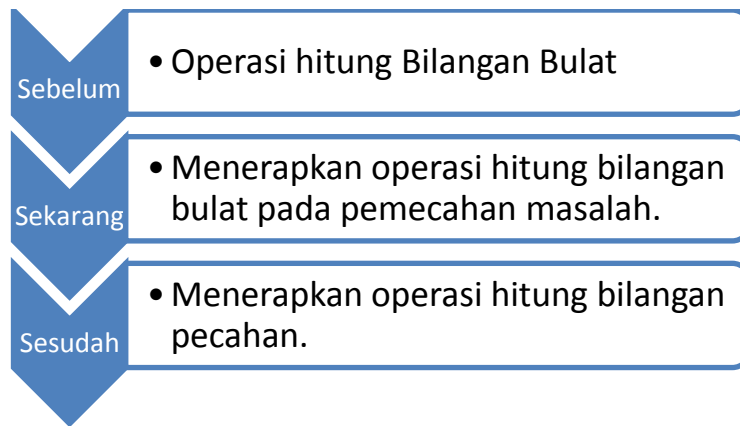 Sebelum
• Operasi hitung Bilangan Bulat
Sekarang
• Menerapkan operasi hitung bilangan
bulat pada pemecahan masalah.
Sesudah
• Menerapkan operasi hitung bilangan
pecahan.